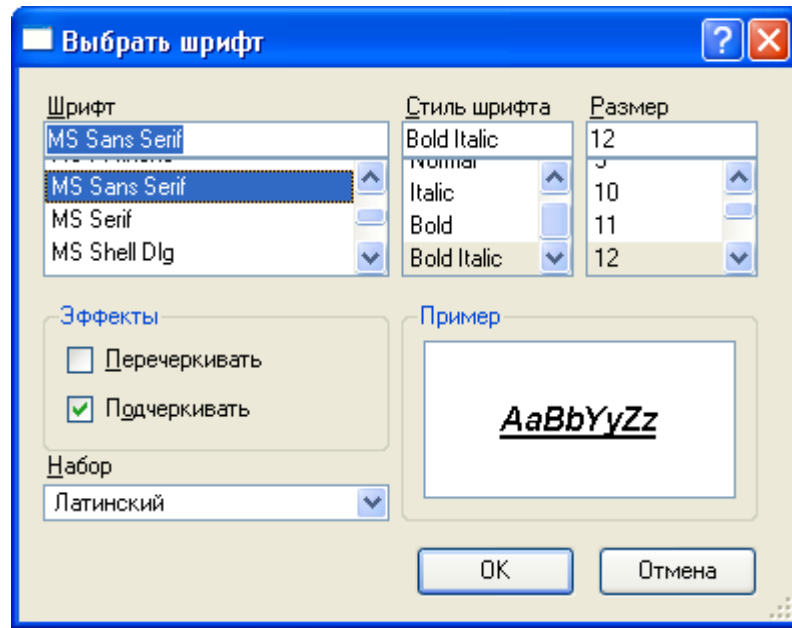 Выбрать шрифт
Шрифт
Стиль шрифта
Размер
MS Sans Serif
Bold Italic
12
MS Sans Serif
Italic
10
MS Serif
Bold
11
MS Shell Dlg
Bold Italic
12
Эффекты
Пример
Перечеркивать
Подчеркивать
AaBbYyZz
Набор
Латинский
OK
Отмена